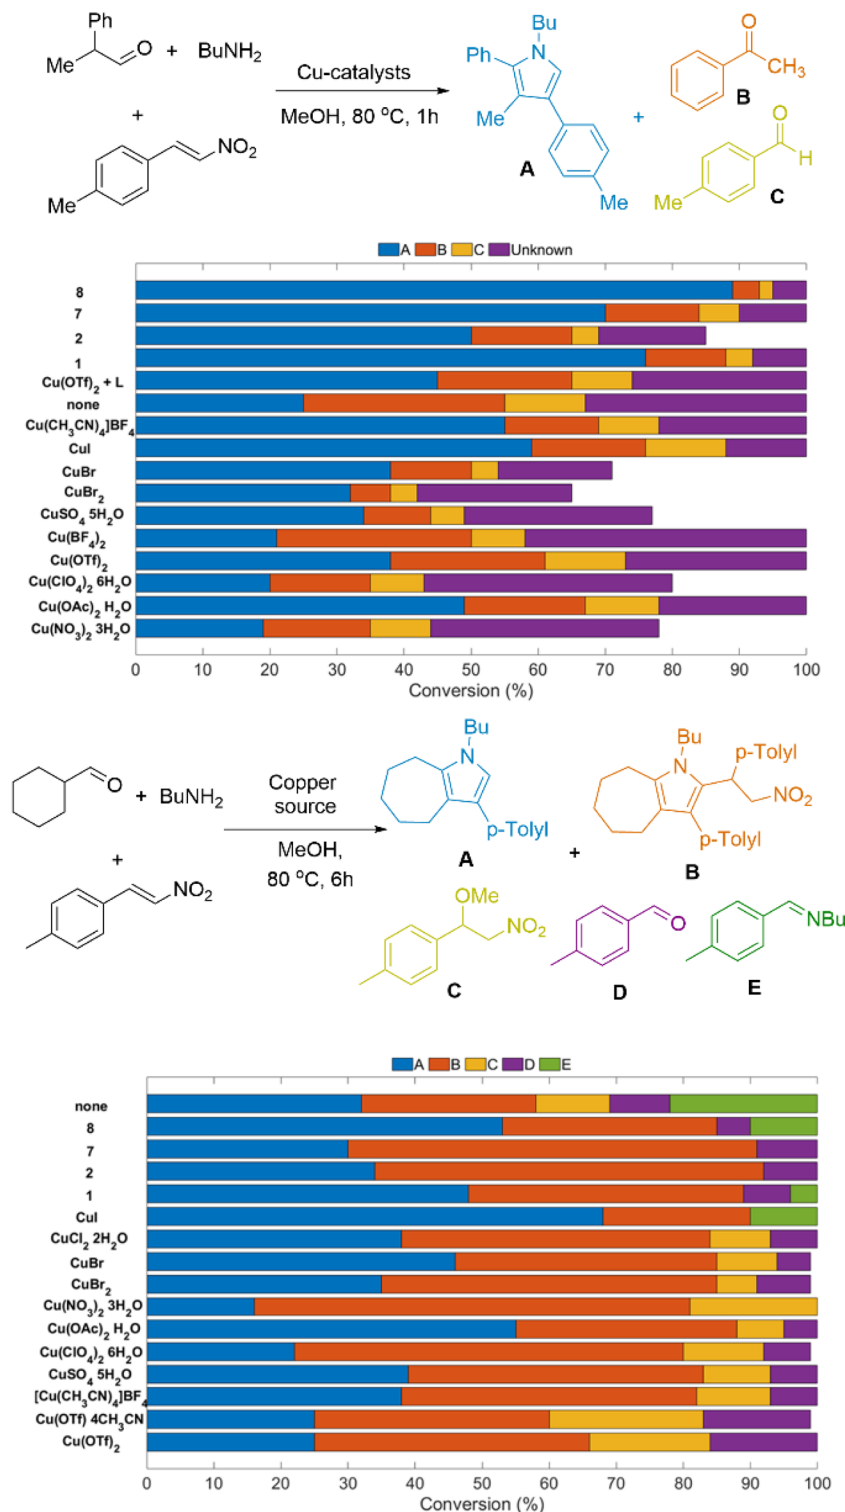 Ph
Me
O
+ BuNH2
+
Me
NO2
Cu-catalysts
MeOH, 80 ºC, 1h
Bu
Ph
N
Me
A
Me
+
O
CH3
B
O
H
Me
C
A B C Unknown
8
7
2
1
Cu(OTf)2 + L
none
Cu(CH3CN)4]BF4
CuI
CuBr
CuBr2
CuSO4 5H2O
Cu(BF4)2
Cu(OTf)2
Cu(ClO4)2 6H2O
Cu(OAc)2 H2O
Cu(NO3)2 3H2O
0 10 20 30 40 50 60 70 80 90 100
Conversion (%)
O
+ BuNH2
+
NO2
Copper
source
MeOH,
80 ºC, 6h
Bu
N
p-Tolyl
A
+
Bu
p-Tolyl
N
NO2
p-Tolyl
B
OMe
NO2
C
O
D
NBu
E
A B C D E
none
8
7
2
1
CuI
CuCl2 2H2O
CuBr
CuBr2
Cu(NO3)2 3H2O
Cu(OAc)2 H2O
Cu(ClO4)2 6H2O
CuSO4 5H2O
[Cu(CH3CN)4]BF4
Cu(OTf) 4CH3CN
Cu(OTf)2
0 10 20 30 40 50 60 70 80 90 100
Conversion (%)